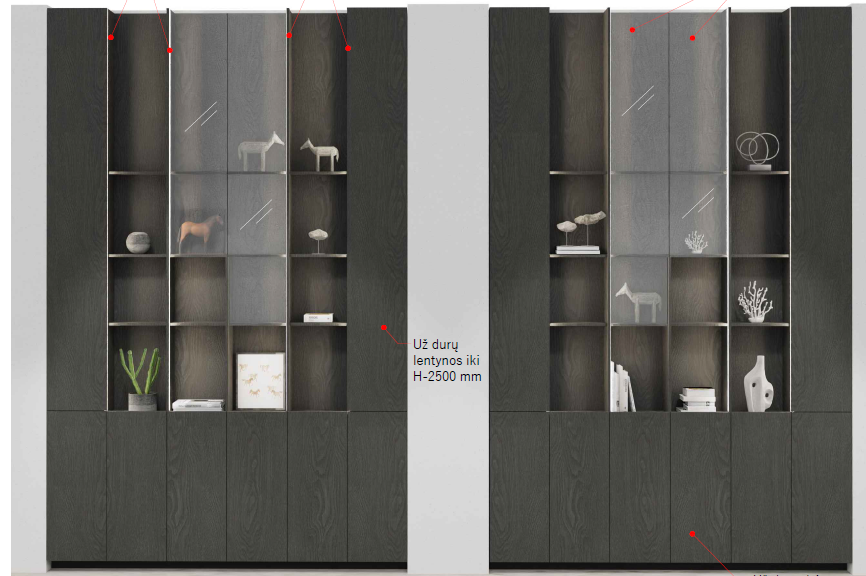 Už durų
lentynos iki
H-2500 mm